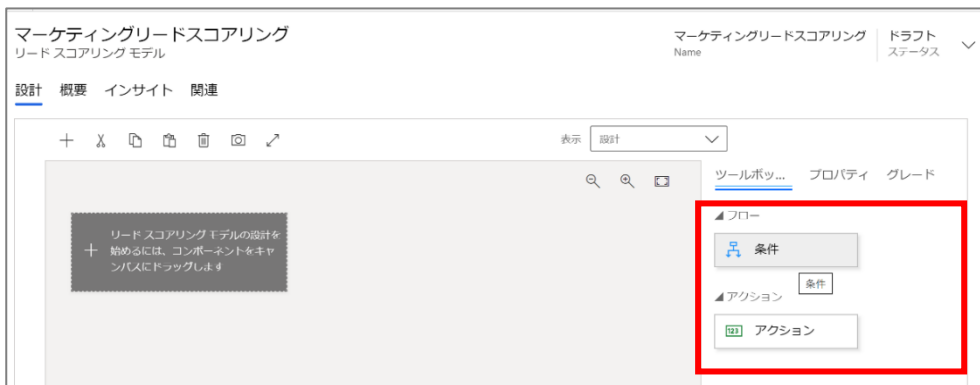 マーケティングリードスコアリング
リード スコアリング モデル
マーケティングリードスコアリング
Name
ドラフト
ステータス
設計 概要 インサイト 関連
表示 設計
ツールボッ... プロパティ グレード
リード スコアリング モデルの設計を
始めるには、コンポーネントをキャ
ンバスにドラッグします
フロー
条件
条件
アクション
123 アクション